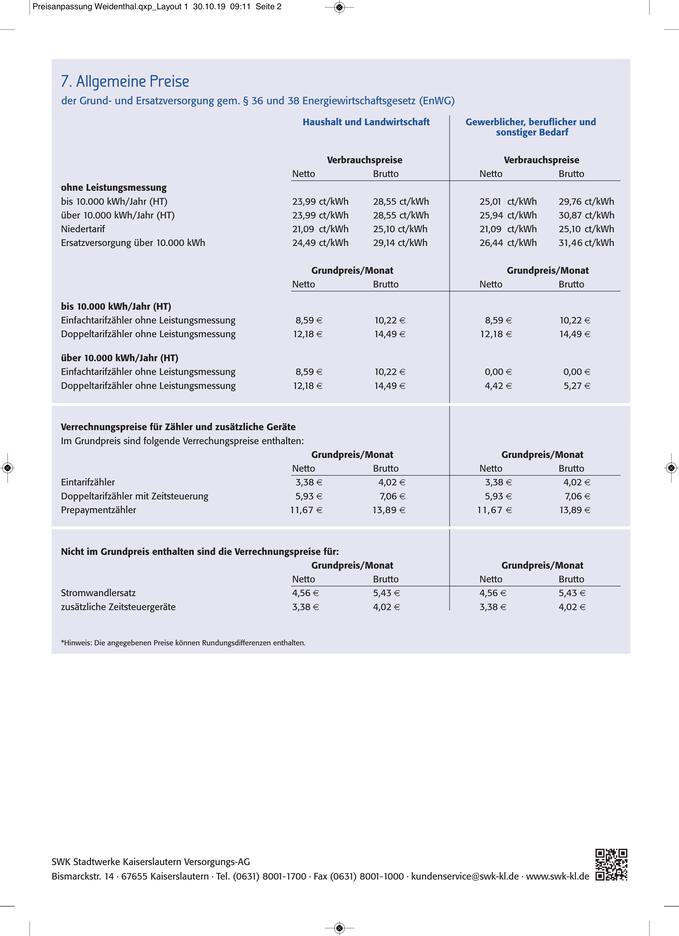 Preisanpassung Weidenthal.qxp_Layout 1  30.10.19  09:11  Seite 2
7. Allgemeine Preise
der Grund- und Ersatzversorgung gem. § 36 und 38 Energiewirtschaftsgesetz (EnWG)
Haushalt und Landwirtschaft Gewerblicher, beruflicher und
sonstiger Bedarf
Verbrauchspreise Verbrauchspreise
Netto Brutto Netto Brutto
ohne Leistungsmessung
bis 10.000 kWh/Jahr (HT) 23,99 ct/kWh 28,55 ct/kWh 25,01 ct/kWh 29,76 ct/kWh
über 10.000 kWh/Jahr (HT) 23,99 ct/kWh 28,55 ct/kWh 25,94 ct/kWh 30,87 ct/kWh
Niedertarif 21,09 ct/kWh 25,10 ct/kWh 21,09 ct/kWh 25,10 ct/kWh
Ersatzversorgung über 10.000 kWh 24,49 ct/kWh 29,14 ct/kWh 26,44 ct/kWh 31,46 ct/kWh
Grundpreis/Monat Grundpreis/Monat
Netto Brutto Netto Brutto
bis 10.000 kWh/Jahr (HT)
Einfachtarifzähler ohne Leistungsmessung 8,59 € 10,22 € 8,59 € 10,22 €
Doppeltarifzähler ohne Leistungsmessung 12,18 € 14,49 € 12,18 € 14,49 €
über 10.000 kWh/Jahr (HT)
Einfachtarifzähler ohne Leistungsmessung 8,59 € 10,22 € 0,00 € 0,00 €
Doppeltarifzähler ohne Leistungsmessung 12,18 € 14,49 € 4,42 € 5,27 €
Verrechnungspreise für Zähler und zusätzliche Geräte
Im Grundpreis sind folgende Verrechungspreise enthalten:
Grundpreis/Monat Grundpreis/Monat
Netto Brutto Netto Brutto
Eintarifzähler 3,38 € 4,02 € 3,38 € 4,02 €
Doppeltarifzähler mit Zeitsteuerung 5,93 € 7,06 € 5,93 € 7,06 €
Prepaymentzähler 11,67 € 13,89 € 11,67 € 13,89 €
Nicht im Grundpreis enthalten sind die Verrechnungspreise für:
Grundpreis/Monat Grundpreis/Monat
Netto Brutto Netto Brutto
Stromwandlersatz 4,56 € 5,43 € 4,56 € 5,43 €
zusätzliche Zeitsteuergeräte 3,38 € 4,02 € 3,38 € 4,02 €
*Hinweis: Die angegebenen Preise können Rundungsdifferenzen enthalten.
SWK Stadtwerke Kaiserslautern Versorgungs-AG
Bismarckstr. 14 · 67655 Kaiserslautern · Tel. (0631) 8001-1700 · Fax (0631) 8001-1000 · kundenservice@swk-kl.de · www.swk-kl.de